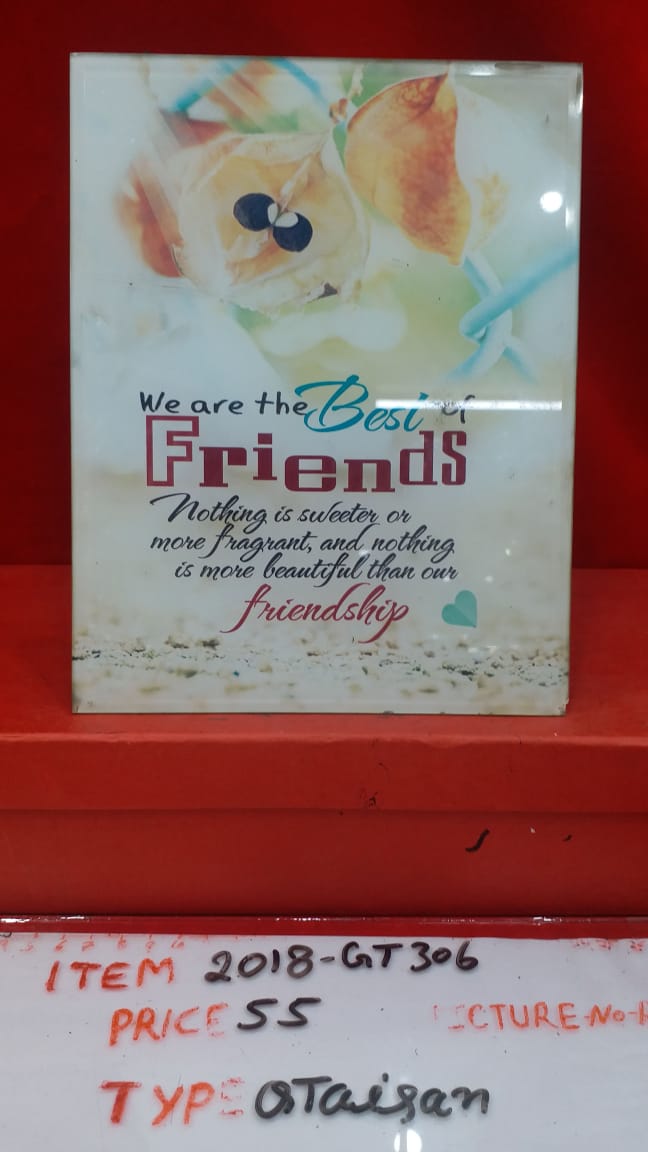 We are the Best of
Friends
Nothing is sweeter or
more fragrant, and nothing
is more beautiful than our
friendship
ITEM 2018-GT306
PRICE 55
TYPE